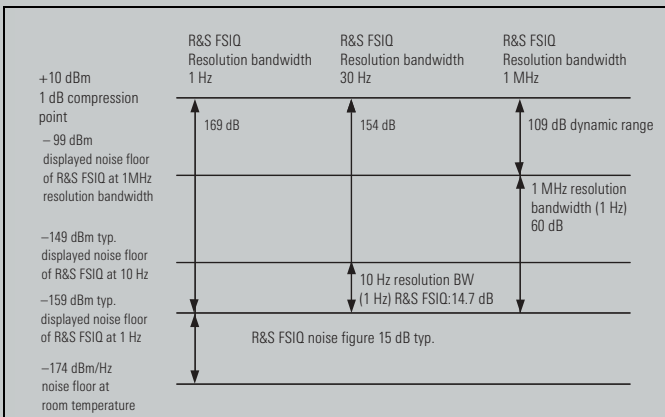 R&S FSIQ
Resolution bandwidth
1 Hz
R&S FSIQ
Resolution bandwidth
30 Hz
R&S FSIQ
Resolution bandwidth
1 MHz
+10 dBm
1 dB compression
point
– 99 dBm
displayed noise floor
of R&S FSIQ at 1MHz
resolution bandwidth
–149 dBm typ.
displayed noise floor
of R&S FSIQ at 10 Hz
–159 dBm typ.
displayed noise floor
of R&S FSIQ at 1 Hz
–174 dBm/Hz
noise floor at
room temperature
169 dB
154 dB
109 dB dynamic range
1 MHz resolution
bandwidth (1 Hz)
60 dB
10 Hz resolution BW
(1 Hz) R&S FSIQ:14.7 dB
R&S FSIQ noise figure 15 dB typ.